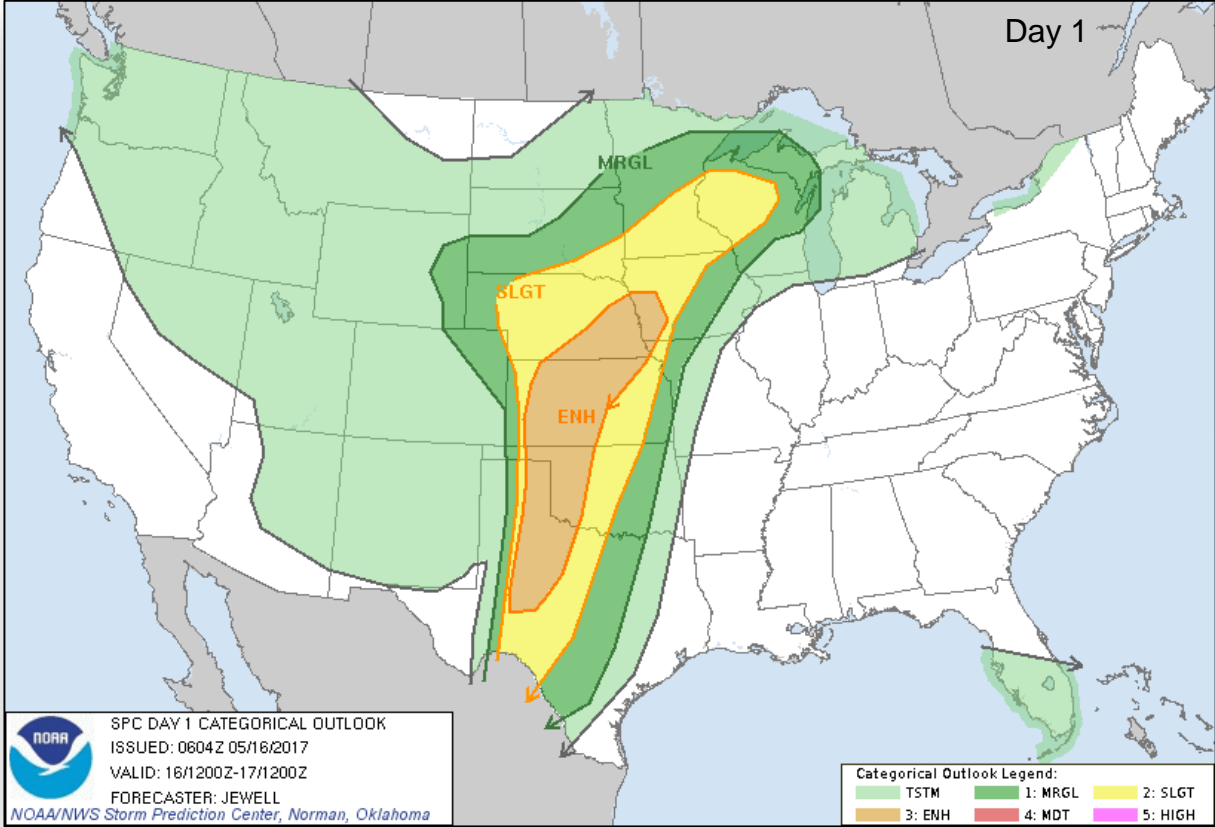 Day 1
MRGL
SLGT
ENH
NOAA
SPC DAY 1 CATEGORICAL OUTLOOK
ISSUED: 0604Z 05/16/2017
VALID: 16/1200Z-17/1200Z
FORECASTER: JEWELL
NOAA/NWS Storm Prediction Center, Norman, Oklahoma
Categorical Outlook Legend:
TSTM 1: MRGL 2: SLGT
3: ENH 4: MDT 5: HIGH